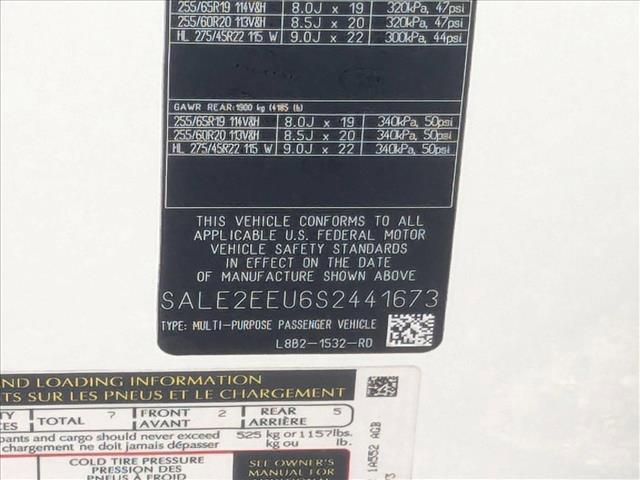 255/65R19 114V&H 8.0J x 19 320kPa, 47psi
255/60R20 113V&H 8.5J x 20 320kPa, 47psi
HL 275/45R22 115 W 9.0J x 22 300kPa, 44psi
GAWR REAR:1900 kg (4185 lb)
255/65R19 114V&H 8.0J x 19 340kPa, 50psi
255/60R20 113V&H 8.5J x 20 340kPa, 50psi
HL 275/45R22 115 W 9.0J x 22 340kPa, 50psi
THIS VEHICLE CONFORMS TO ALL
APPLICABLE U.S. FEDERAL MOTOR
VEHICLE SAFETY STANDARDS
IN EFFECT ON THE DATE
OF MANUFACTURE SHOWN ABOVE
SALE2EEU6S2441673
TYPE: MULTI-PURPOSE PASSENGER VEHICLE
L8B2-1532-RD
AND LOADING INFORMATION
SUR LES PNEUS ET LE CHARGEMENT
TOTAL 7 FRONT 2 REAR 5
AVANT ARRIÈRE
and cargo should never exceed 525 kg or 1157lbs.
chargement ne doit jamais dépasser kg ou lb.
COLD TIRE PRESSURE SEE OWNER'S
PRESSION DES MANUAL FOR
PNEUS À FROID
1A552 AGB